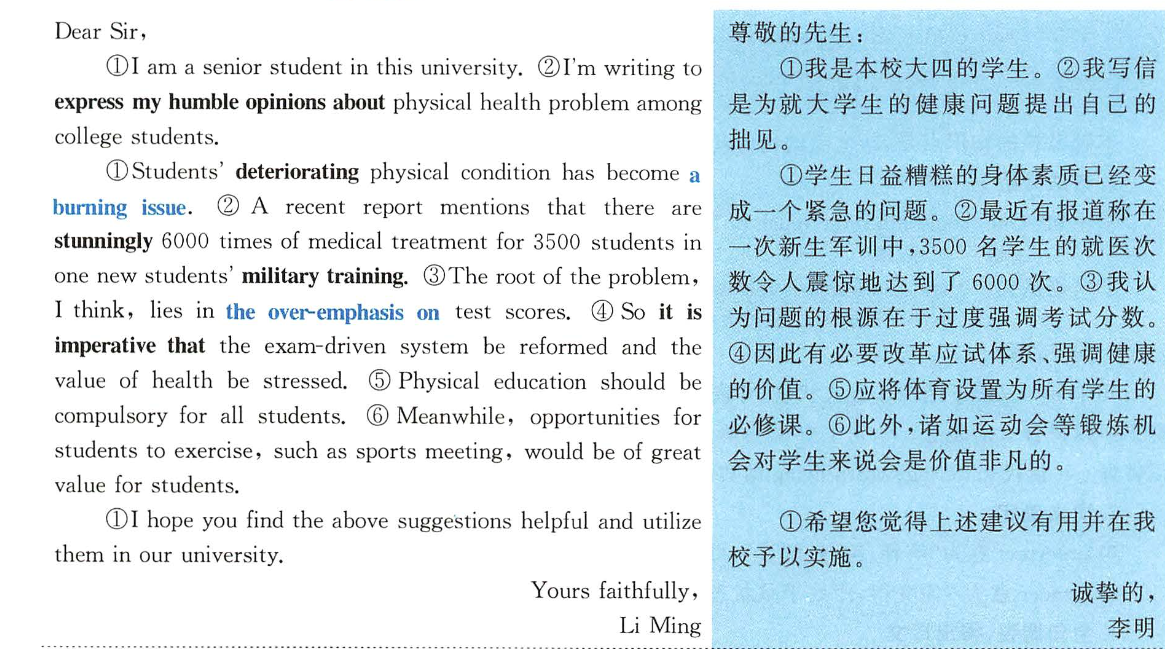 Dear Sir,
①I am a senior student in this university. ②I'm writing to
express my humble opinions about physical health problem among
college students.
①Students' deteriorating physical condition has become a
burning issue. ② A recent report mentions that there are
stunningly 6000 times of medical treatment for 3500 students in
one new students' military training. ③The root of the problem,
I think, lies in the over-emphasis on test scores. ④ So it is
imperative that the exam-driven system be reformed and the
value of health be stressed. ⑤ Physical education should be
compulsory for all students. ⑥ Meanwhile, opportunities for
students to exercise, such as sports meeting, would be of great
value for students.
①I hope you find the above suggestions helpful and utilize
them in our university.
Yours faithfully,
Li Ming
尊敬的先生：
①我是本校大四的学生。②我写信
是为就大学生的健康问题提出自己的
拙见。
①学生日益糟糕的身体素质已经变
成一个紧急的问题。②最近有报道称在
一次新生军训中,3500 名学生的就医次
数令人震惊地达到了 6000 次。③我认
为问题的根源在于过度强调考试分数。
④因此有必要改革应试体系、强调健康
的价值。⑤应将体育设置为所有学生的
必修课。⑥此外,诸如运动会等锻炼机
会对学生来说会是价值非凡的。
①希望您觉得上述建议有用并在我
校予以实施。
诚挚的，
李明